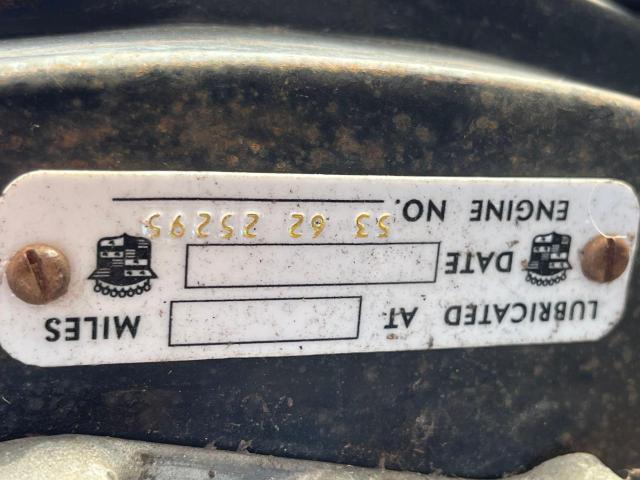 LUBRICATED AT MILES
DATE
ENGINE NO.
53 62 25295